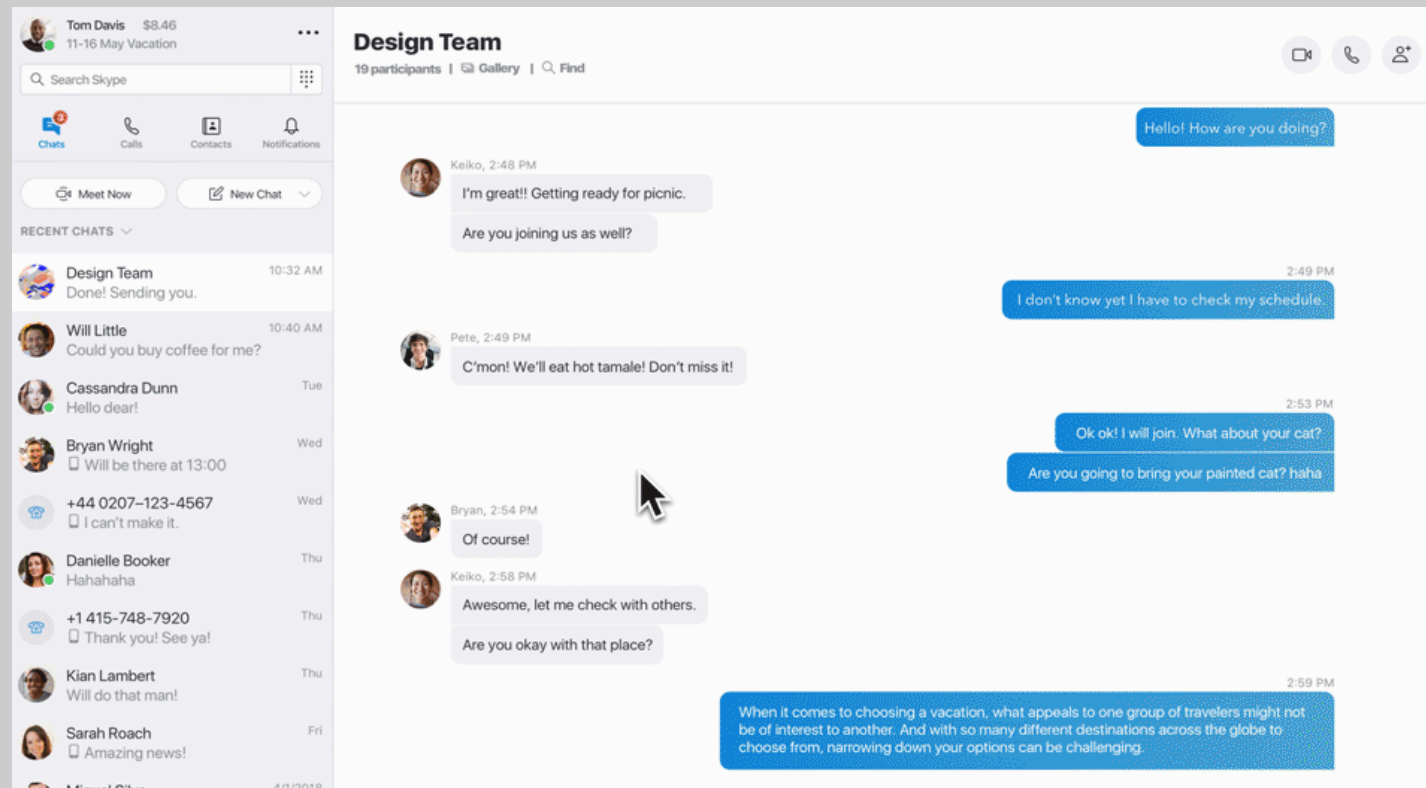 Tom Davis $8.46
11-16 May Vacation
Search Skype
3
Chats Calls Contacts Notifications
Meet Now New Chat
RECENT CHATS
Design Team 10:32 AM
Done! Sending you.
Will Little 10:40 AM
Could you buy coffee for me?
Cassandra Dunn Tue
Hello dear!
Bryan Wright Wed
Will be there at 13:00
+44 0207–123-4567 Wed
I can't make it.
Danielle Booker Thu
Hahahaha
+1 415-748-7920 Thu
Thank you! See ya!
Kian Lambert Thu
Will do that man!
Sarah Roach Fri
Amazing news!
Design Team
19 participants | Gallery | Find
Hello! How are you doing?
Keiko, 2:48 PM
I'm great!! Getting ready for picnic.
Are you joining us as well?
2:49 PM
I don't know yet I have to check my schedule.
Pete, 2:49 PM
C'mon! We'll eat hot tamale! Don't miss it!
2:53 PM
Ok ok! I will join. What about your cat?
Are you going to bring your painted cat? haha
Bryan, 2:54 PM
Of course!
Keiko, 2:58 PM
Awesome, let me check with others.
Are you okay with that place?
2:59 PM
When it comes to choosing a vacation, what appeals to one group of travelers might not
be of interest to another. And with so many different destinations across the globe to
choose from, narrowing down your options can be challenging.